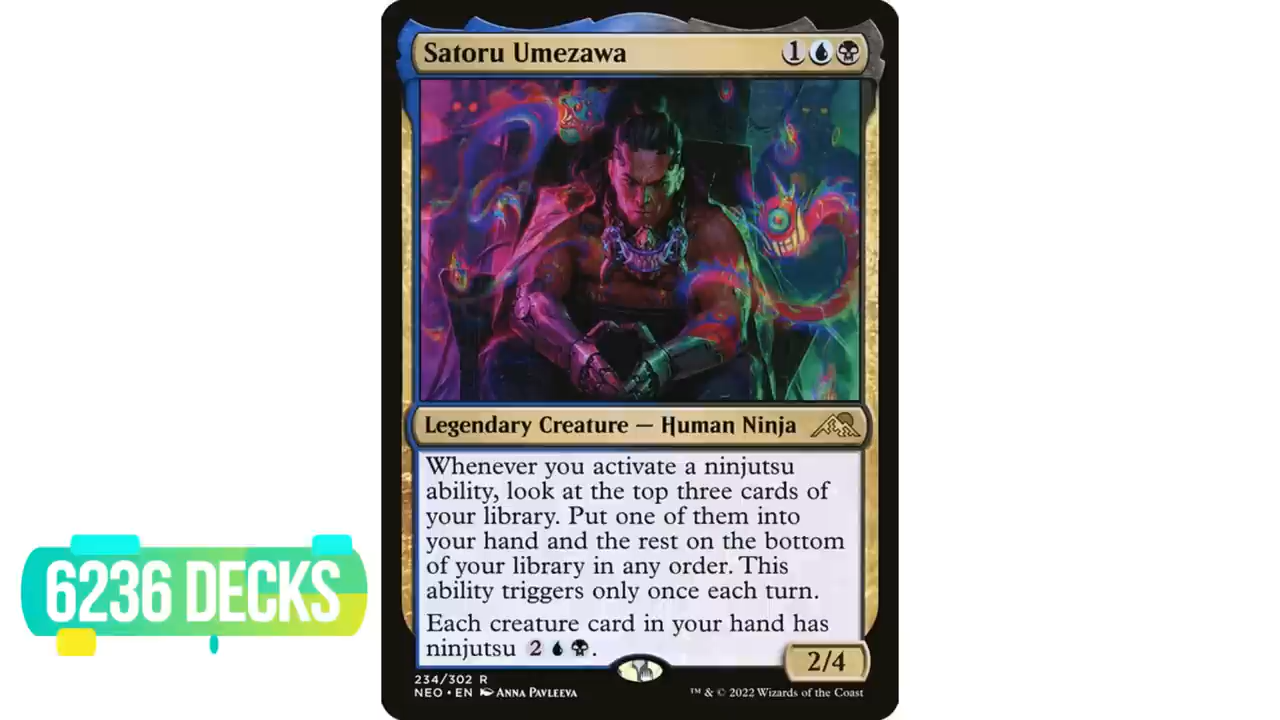 Satoru Umezawa 1
Legendary Creature — Human Ninja
Whenever you activate a ninjutsu
ability, look at the top three cards of
your library. Put one of them into
your hand and the rest on the bottom
of your library in any order. This
ability triggers only once each turn.
Each creature card in your hand has
ninjutsu 2 .
2/4
234/302 R
NEO • EN Anna Pavleeva
™ & © 2022 Wizards of the Coast
6236 DECKS